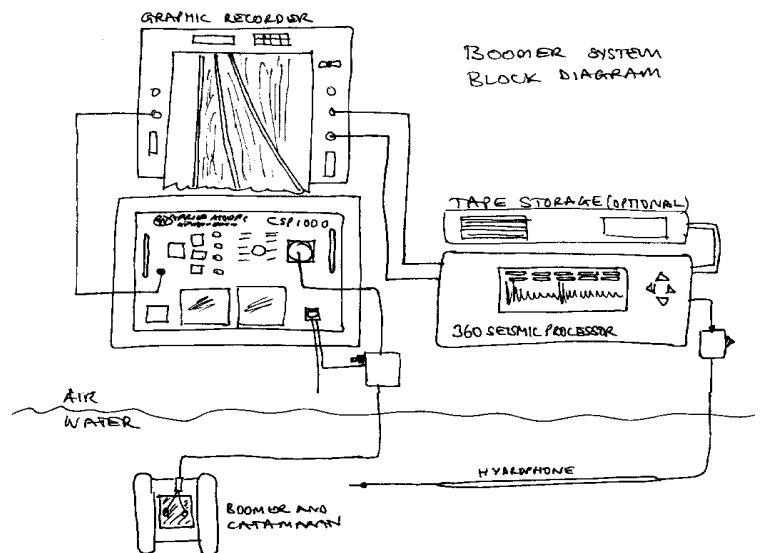 GRAPHIC RECORDER
BOOMER SYSTEM
BLOCK DIAGRAM
TAPE STORAGE (OPTIONAL)
CSP1000
360 SEISMIC PROCESSOR
AIR
WATER
HYDROPHONE
BOOMER AND
CATAMARAN